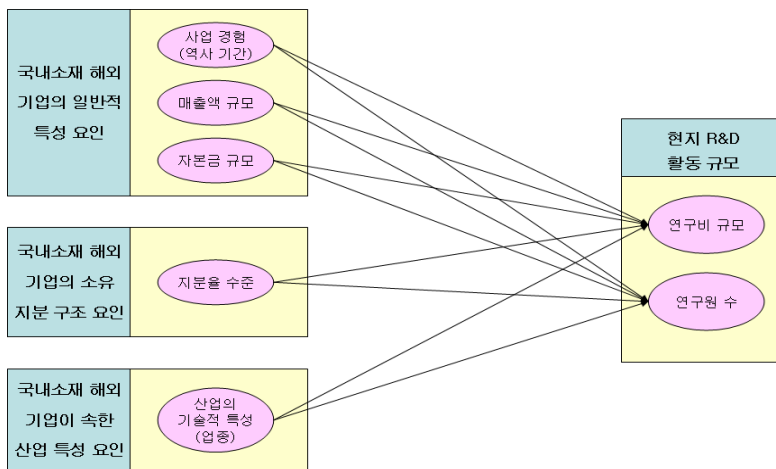 국내소재 해외
기업의 일반적
특성 요인
사업 경험
(역사 기간)
매출액 규모
자본금 규모
국내소재 해외
기업의 소유
지분 구조 요인
지분율 수준
국내소재 해외
기업이 속한
산업 특성 요인
산업의
기술적 특성
(업종)
현지 R&D
활동 규모
연구비 규모
연구원 수